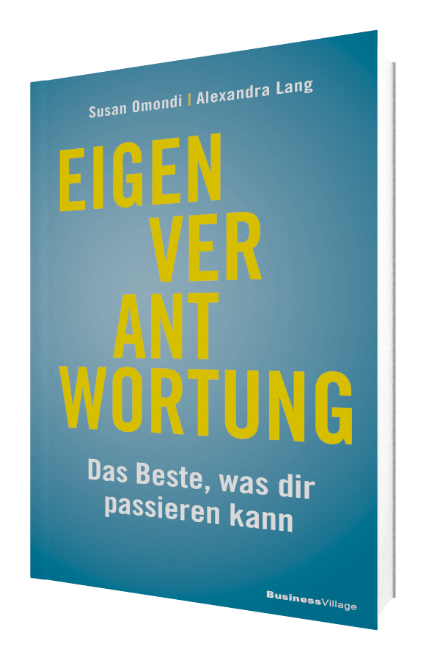 Susan Omondi | Alexandra Lang
EIGEN
VER
ANT
WORTUNG
Das Beste, was dir
passieren kann
BusinessVillage